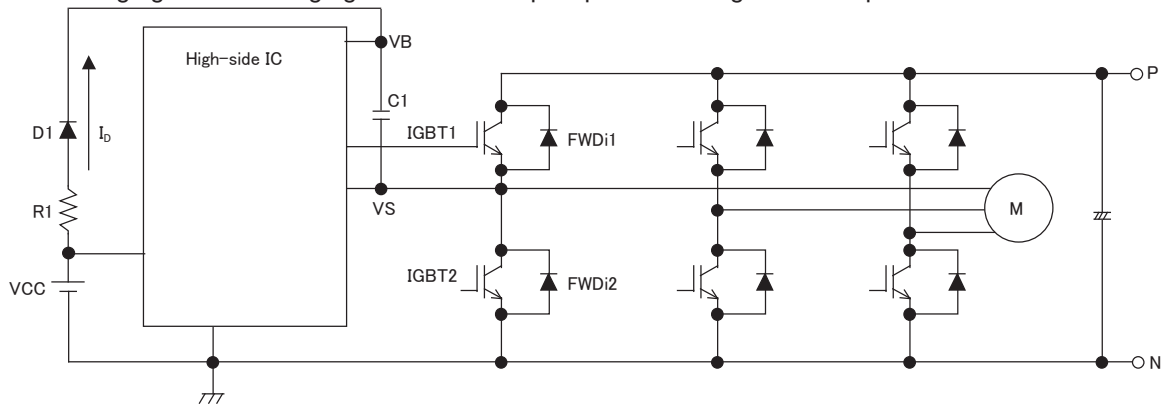 VB
High-side IC
C1
P
D1
I_D
IGBT1
FWDi1
R1
VS
M
IGBT2
FWDi2
VCC
N